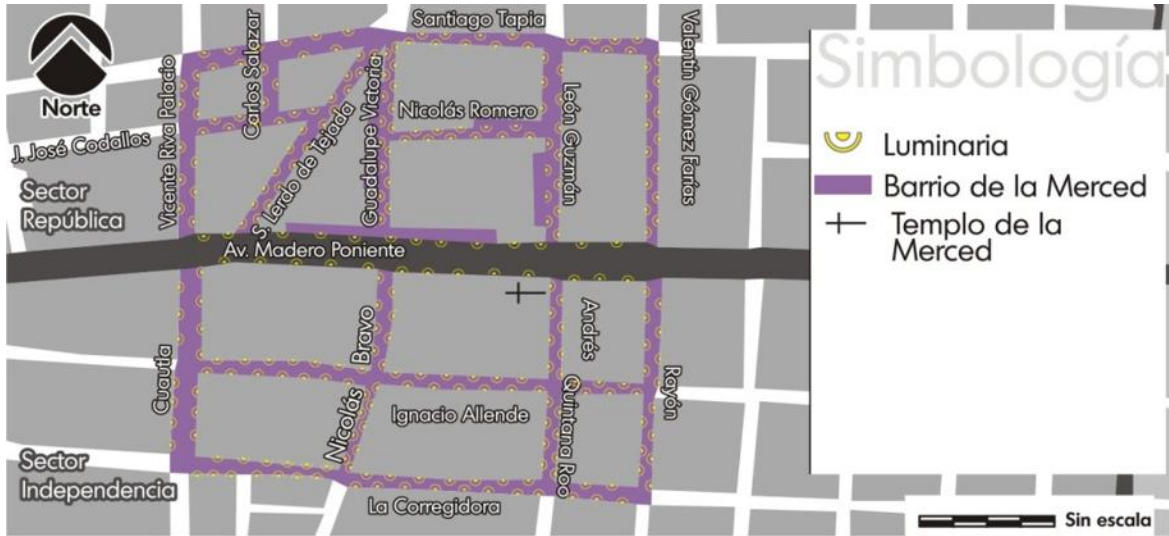 Santiago Tapia
Norte
Vicente Riva Palacio
Carlos Salazar
Guadalupe Victoria
León Guzmán
Valentín Gómez Farías
Nicolás Romero
J. José Codallos
S. Lerdo de Tejada
Sector
República
Av. Madero Poniente
Cuautla
Nicolás Bravo
Andrés
Quintana Roo
Rayón
Ignacio Allende
Sector
Independencia
La Corregidora
Simbología
Luminaria
Barrio de la Merced
Templo de la
Merced
Sin escala